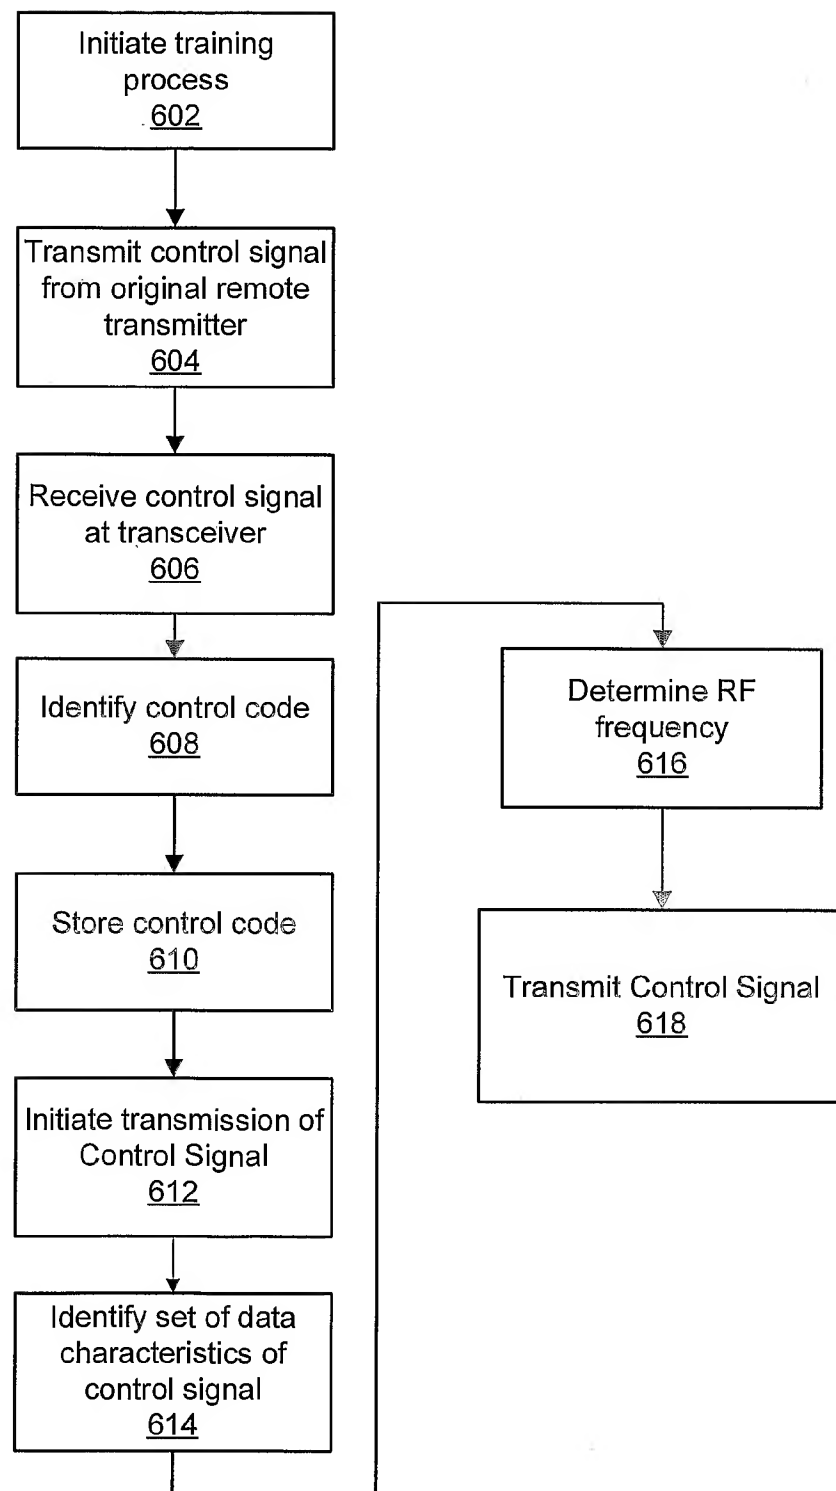 Initiate training
process
602
Transmit control signal
from original remote
transmitter
604
Receive control signal
at transceiver
606
Identify control code
608
Store control code
610
Initiate transmission of
Control Signal
612
Identify set of data
characteristics of
control signal
614
Determine RF
frequency
616
Transmit Control Signal
618